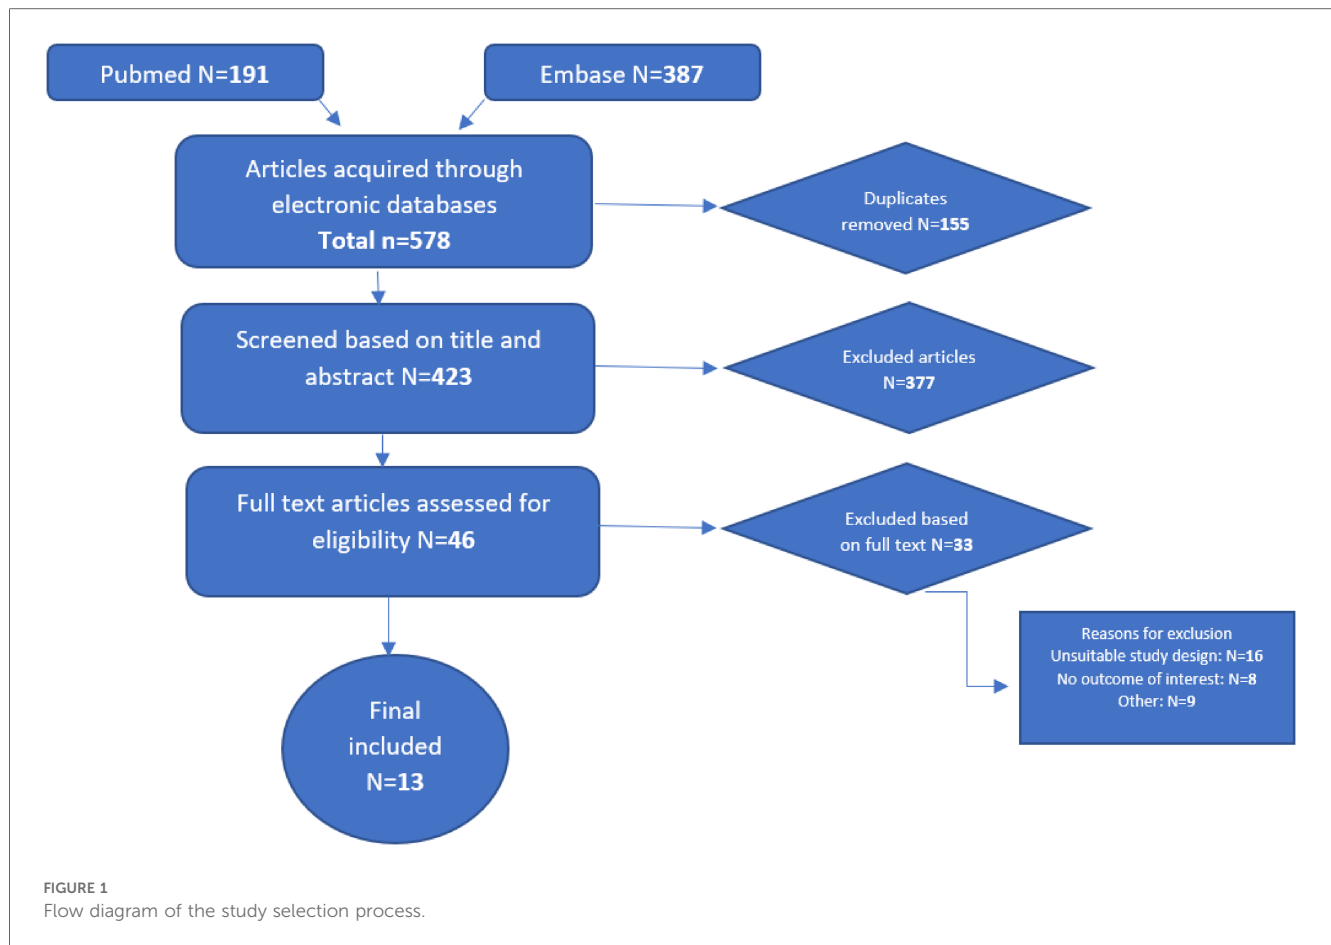 Pubmed N=191
Embase N=387
Articles acquired through
electronic databases
Total n=578
Duplicates
removed N=155
Screened based on title and
abstract N=423
Excluded articles
N=377
Full text articles assessed for
eligibility N=46
Excluded based
on full text N=33
Reasons for exclusion
Unsuitable study design: N=16
No outcome of interest: N=8
Other: N=9
Final
included
N=13
FIGURE 1
Flow diagram of the study selection process.